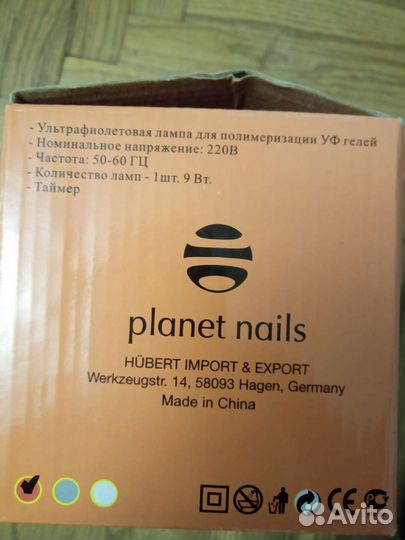 - Ультрафиолетовая лампа для полимеризации УФ гелей
- Номинальное напряжение: 220В
- Частота: 50-60 ГЦ
- Количество ламп - 1шт. 9 Вт.
- Таймер
planet nails
HÜBERT IMPORT & EXPORT
Werkzeugstr. 14, 58093 Hagen, Germany
Made in China
CE
Avito